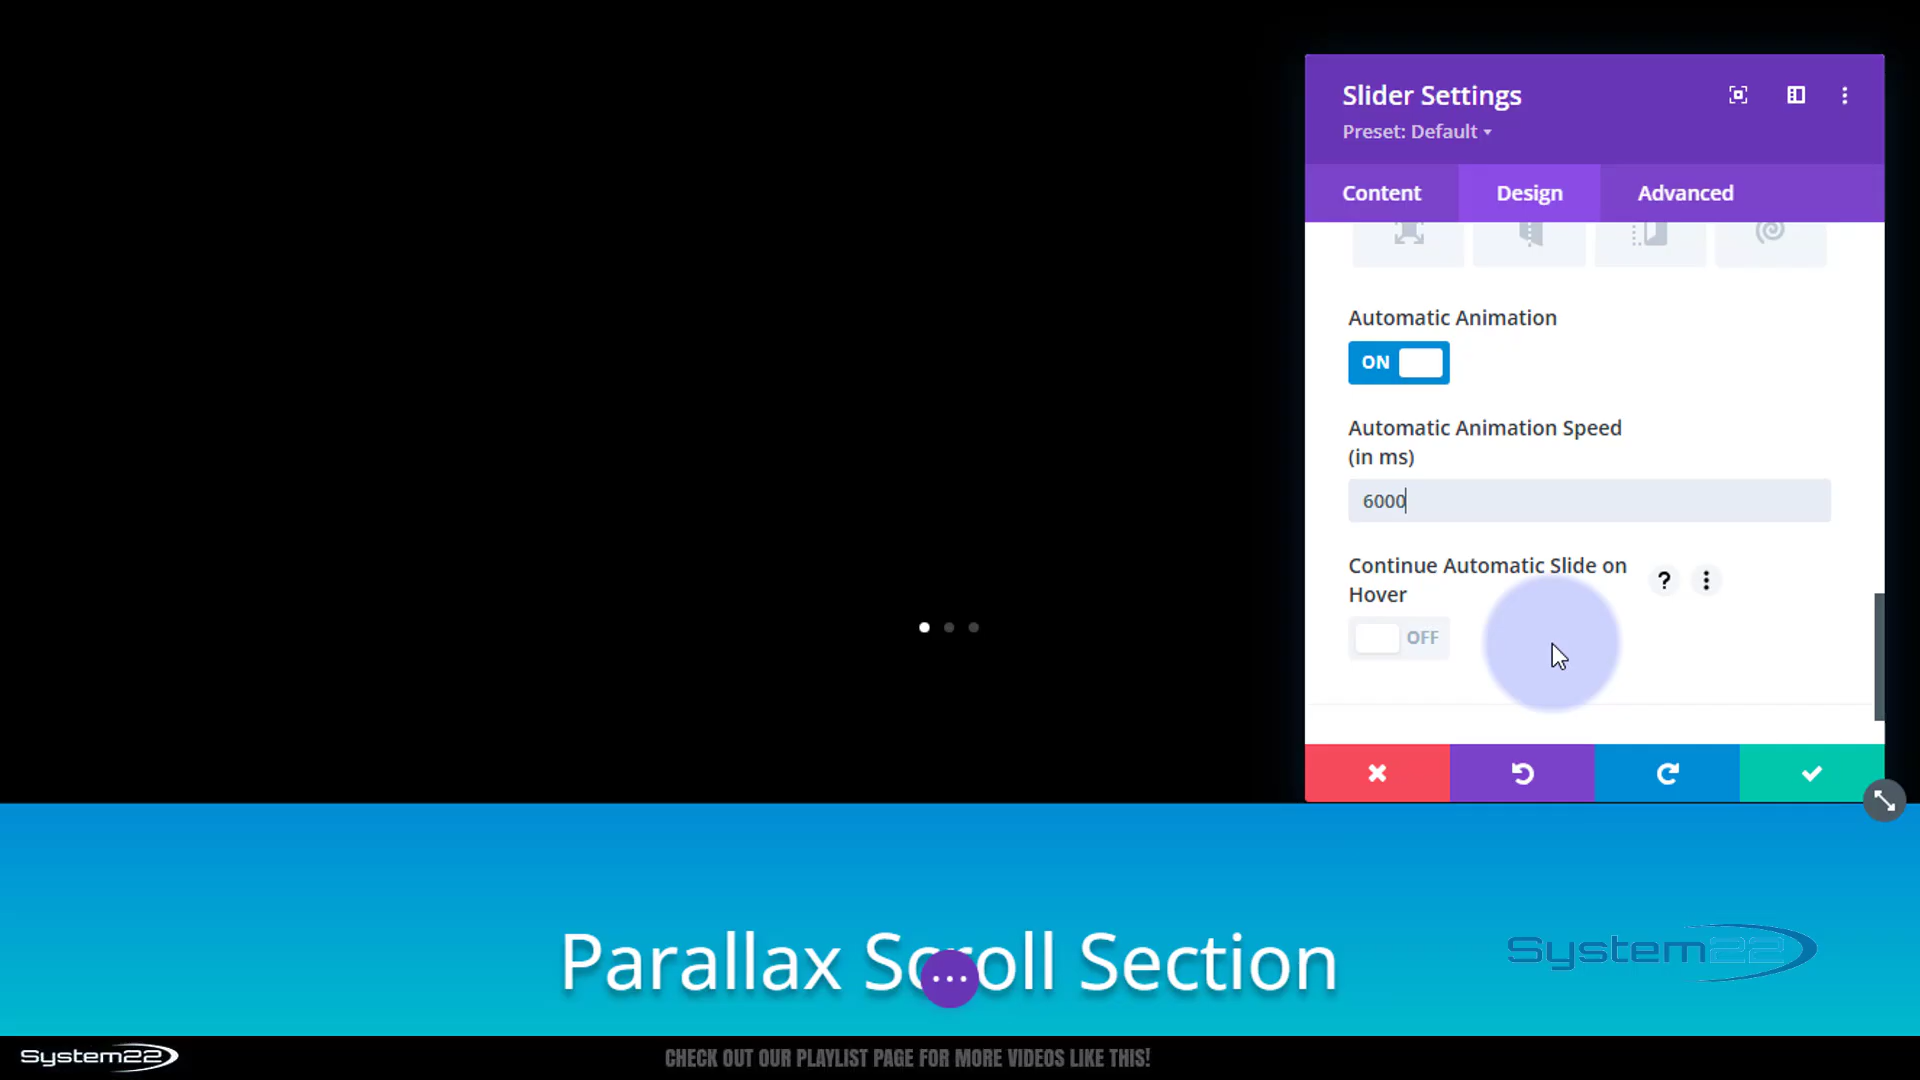 Slider Settings
Preset: Default
Content
Design
Advanced
Automatic Animation
ON
Automatic Animation Speed
(in ms)
6000
Continue Automatic Slide on
Hover
?
OFF
Parallax Scroll Section
System22
System22
CHECK OUT OUR PLAYLIST PAGE FOR MORE VIDEOS LIKE THIS!